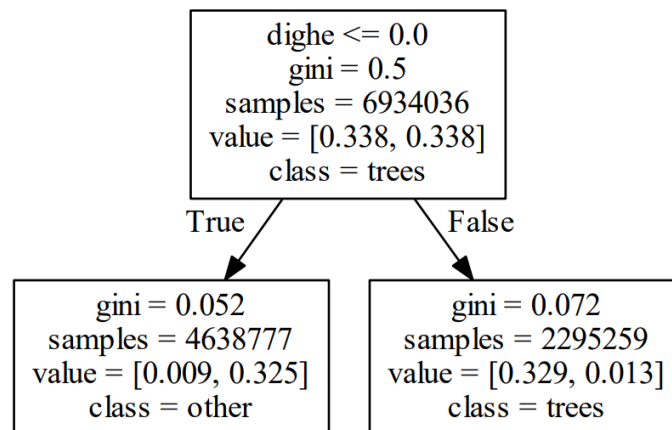 dighe <= 0.0
gini = 0.5
samples = 6934036
value = [0.338, 0.338]
class = trees
True
False
gini = 0.052
samples = 4638777
value = [0.009, 0.325]
class = other
gini = 0.072
samples = 2295259
value = [0.329, 0.013]
class = trees